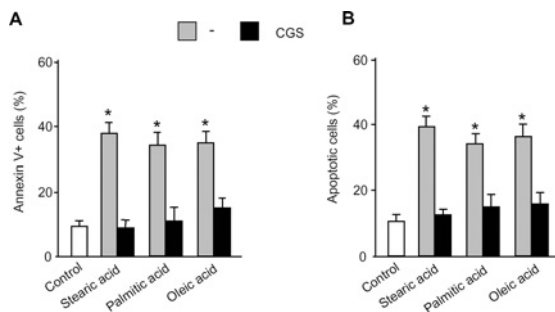 A
- CGS
B
Annexin V+ cells (%)
60
40
20
0
*
*
*
Control
Stearic acid
Palmitic acid
Oleic acid
Apoptotic cells (%)
60
40
20
0
*
*
*
Control
Stearic acid
Palmitic acid
Oleic acid